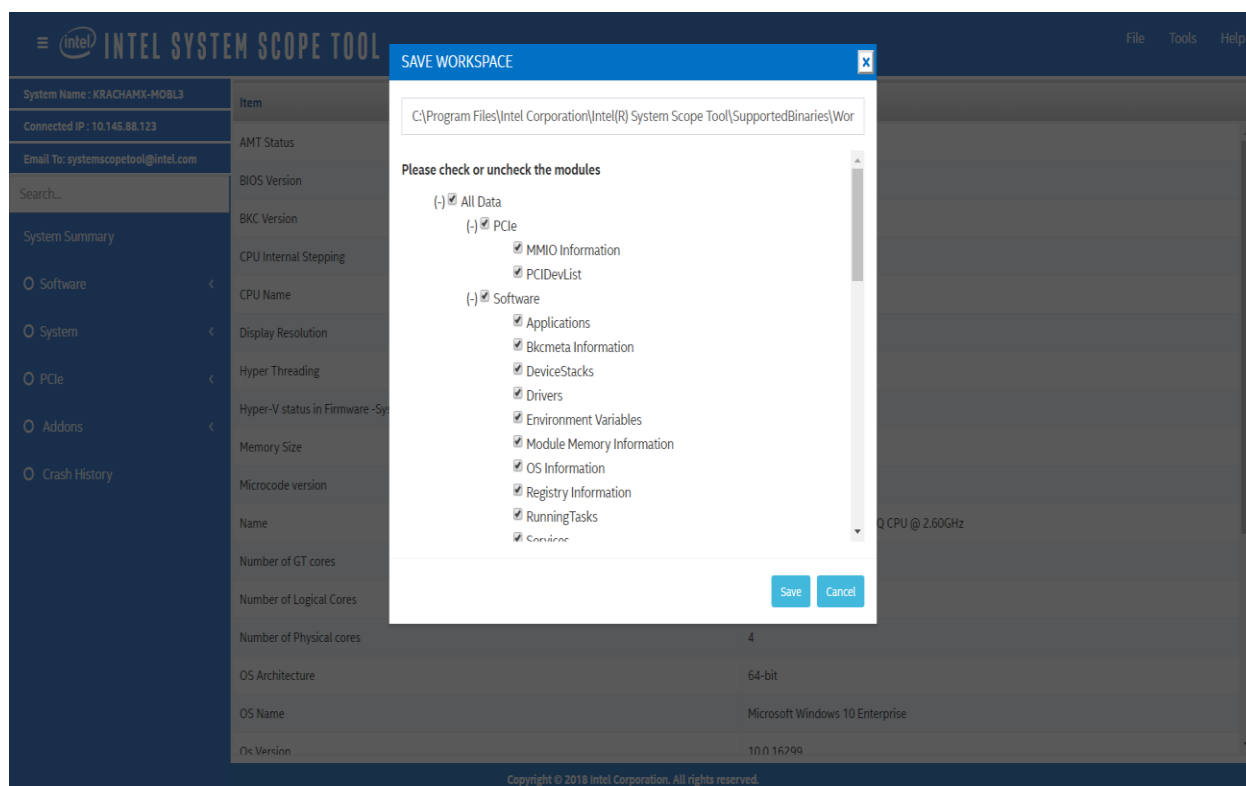 ≡ intel INTEL SYSTEM SCOPE TOOL
File Tools Help
System Name : KRACHAMX-MOBL3
Connected IP : 10.145.88.123
Email To: systemscopetool@intel.com
Search...
System Summary
Software
System
PCIe
Addons
Crash History
SAVE WORKSPACE
x
C:\Program Files\Intel Corporation\Intel(R) System Scope Tool\SupportedBinaries\Wor
Please check or uncheck the modules
(-) All Data
(-) PCIe
MMIO Information
PCIDevList
(-) Software
Applications
Bkcmeta Information
DeviceStacks
Drivers
Environment Variables
Module Memory Information
OS Information
Registry Information
RunningTasks
Services
Save Cancel
Item
AMT Status
BIOS Version
BKC Version
CPU Internal Stepping
CPU Name
Display Resolution
Hyper Threading
Hyper-V status in Firmware -Sy
Memory Size
Microcode version
Name Q CPU @ 2.60GHz
Number of GT cores
Number of Logical Cores
Number of Physical cores 4
OS Architecture 64-bit
OS Name Microsoft Windows 10 Enterprise
Os Version 10.0.16299
Copyright © 2018 Intel Corporation. All rights reserved.